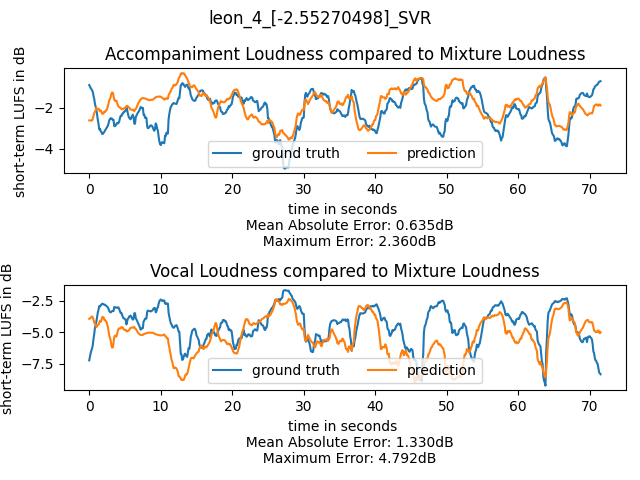 leon_4_[-2.55270498]_SVR
Accompaniment Loudness compared to Mixture Loudness
short-term LUFS in dB
−2
−4
ground truth
prediction
0 10 20 30 40 50 60 70
time in seconds
Mean Absolute Error: 0.635dB
Maximum Error: 2.360dB
Vocal Loudness compared to Mixture Loudness
short-term LUFS in dB
−2.5
−5.0
−7.5
ground truth
prediction
0 10 20 30 40 50 60 70
time in seconds
Mean Absolute Error: 1.330dB
Maximum Error: 4.792dB